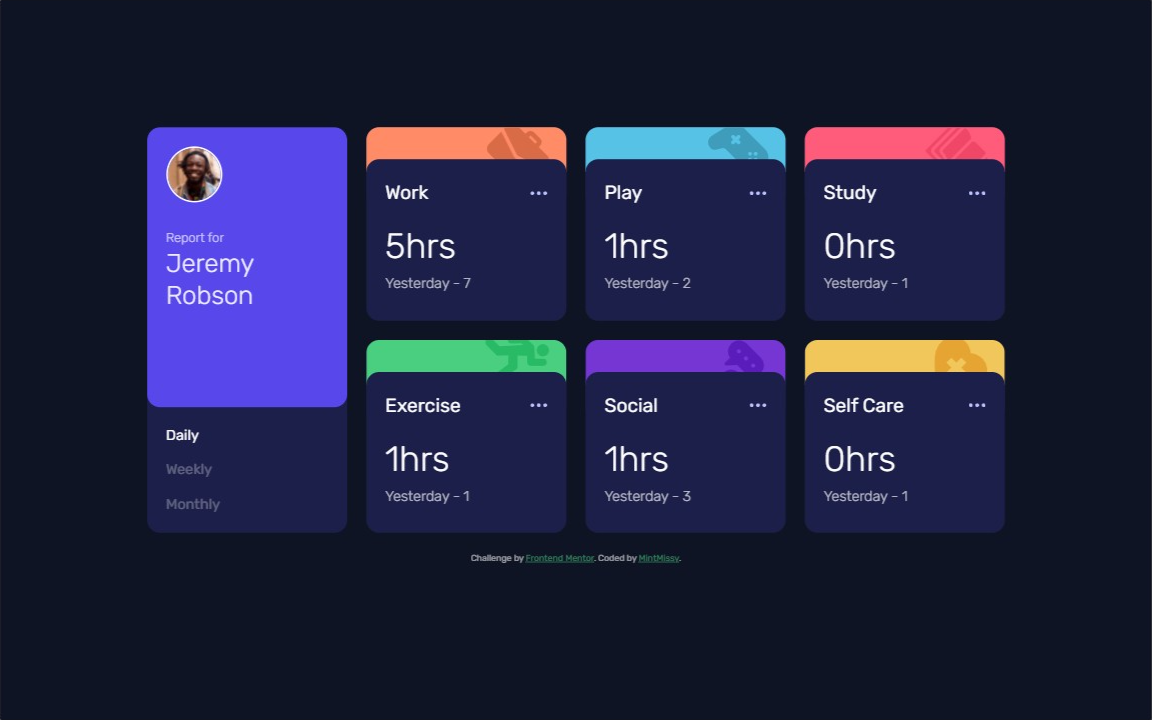 Report for
Jeremy
Robson
Daily
Weekly
Monthly
Work
5hrs
Yesterday - 7
Play
1hrs
Yesterday - 2
Study
0hrs
Yesterday - 1
Exercise
1hrs
Yesterday - 1
Social
1hrs
Yesterday - 3
Self Care
0hrs
Yesterday - 1
Challenge by Frontend Mentor. Coded by MintMissy.